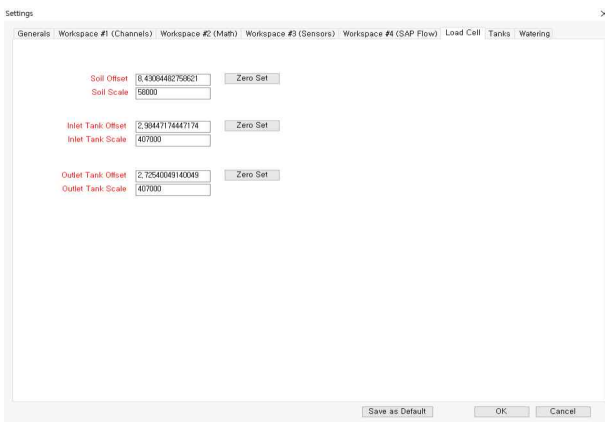 Settings
Generals Workspace #1 (Channels) Workspace #2 (Math) Workspace #3 (Sensors) Workspace #4 (SAP Flow) Load Cell Tanks Watering
Soil Offset 8,43084482758621 Zero Set
Soil Scale 58000
Inlet Tank Offset 2,98447174447174 Zero Set
Inlet Tank Scale 407000
Outlet Tank Offset 2,72540049140049 Zero Set
Outlet Tank Scale 407000
Save as Default OK Cancel